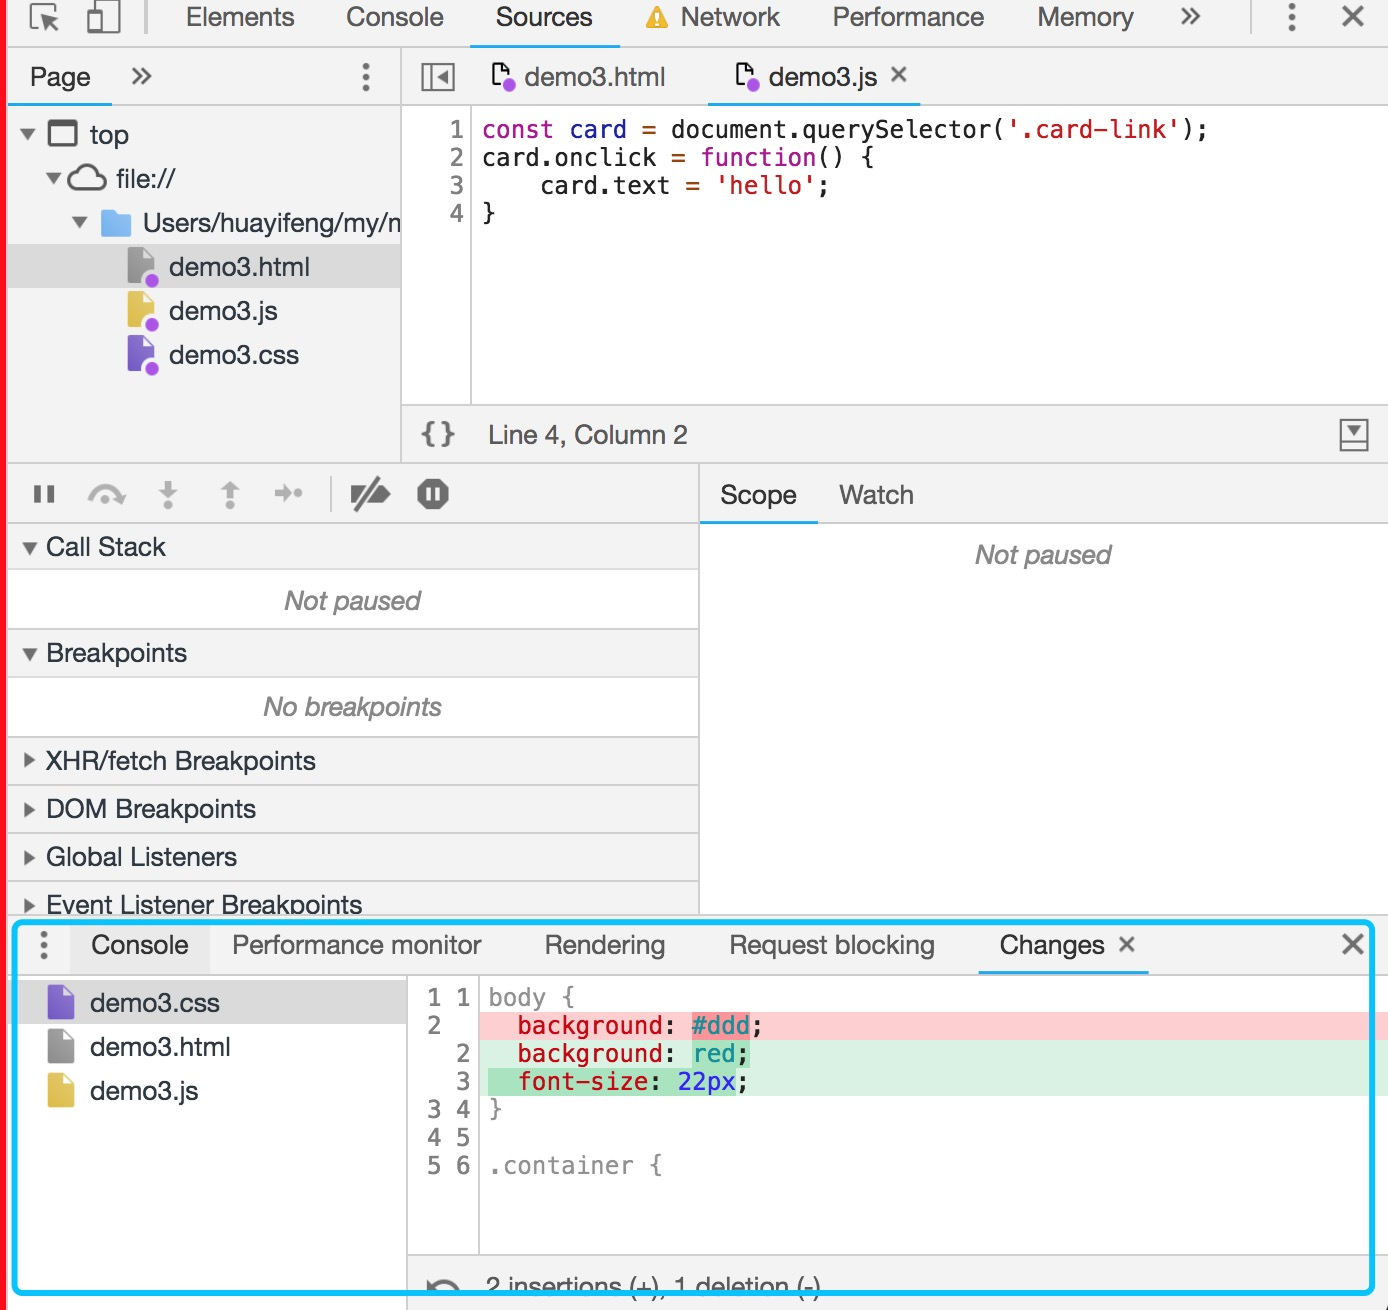 Elements Console Sources Network Performance Memory »
Page » demo3.html demo3.js ×
top
file://
Users/huayifeng/my/n
demo3.html
demo3.js
demo3.css
1 const card = document.querySelector('.card-link');
2 card.onclick = function() {
3 card.text = 'hello';
4 }
{} Line 4, Column 2
Scope Watch
Not paused
Call Stack
Not paused
Breakpoints
No breakpoints
XHR/fetch Breakpoints
DOM Breakpoints
Global Listeners
Event Listener Breakpoints
Console Performance monitor Rendering Request blocking Changes ×
demo3.css
demo3.html
demo3.js
1 1 body {
2 background: #ddd;
2 background: red;
3 font-size: 22px;
3 4 }
4 5
5 6 .container {
2 insertions (+), 1 deletion (-)